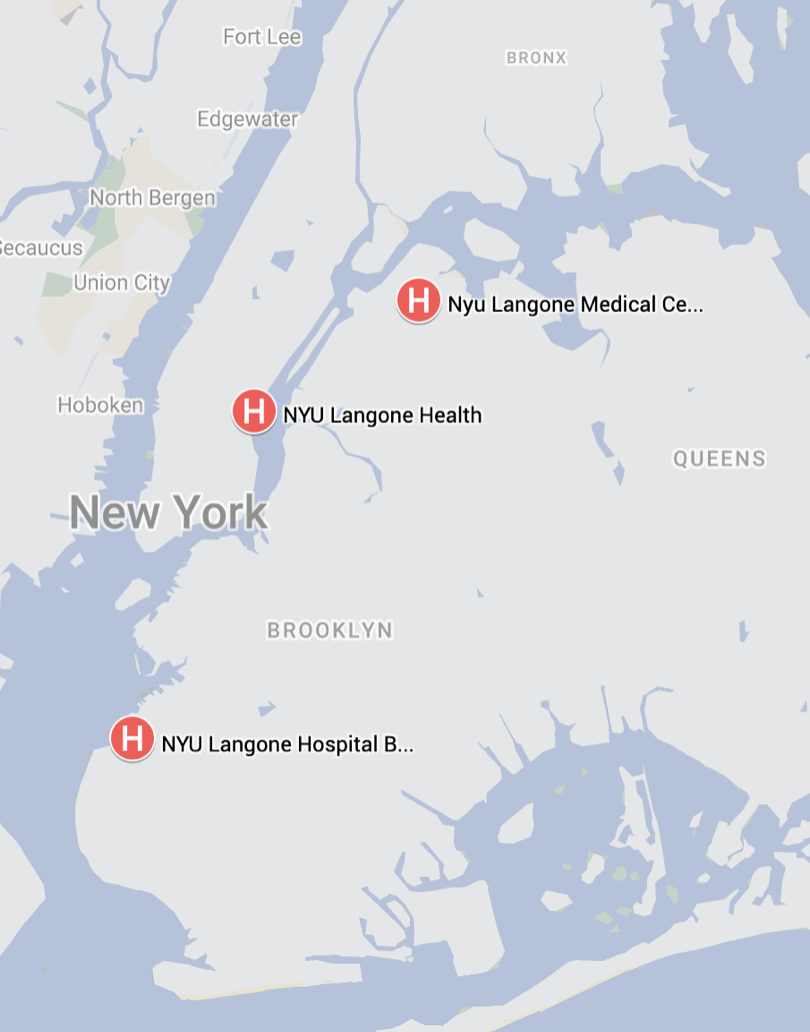 Fort Lee
BRONX
Edgewater
North Bergen
Secaucus
Union City
H Nyu Langone Medical Ce...
Hoboken
H NYU Langone Health
QUEENS
New York
BROOKLYN
H NYU Langone Hospital B...